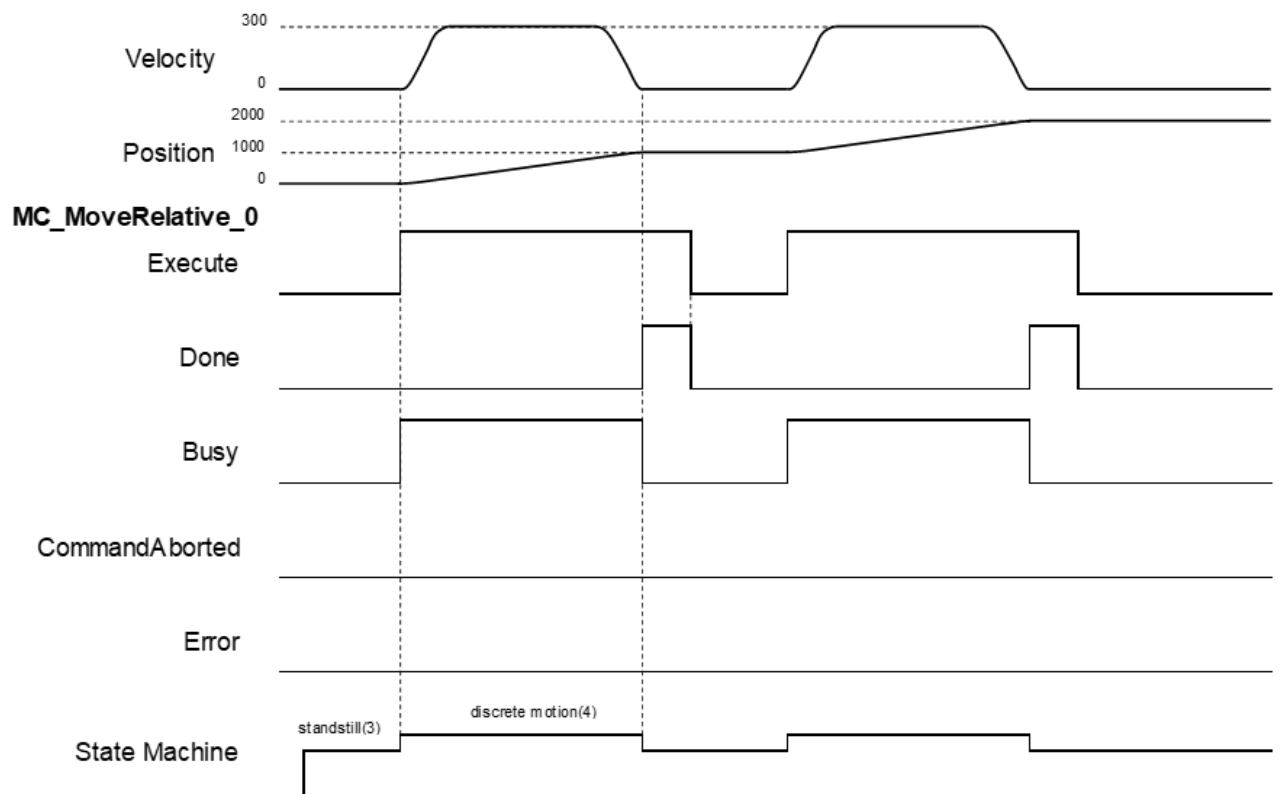 300
Velocity
0
2000
Position
1000
0
MC_MoveRelative_0
Execute
Done
Busy
CommandAborted
Error
discrete motion(4)
standstill(3)
State Machine